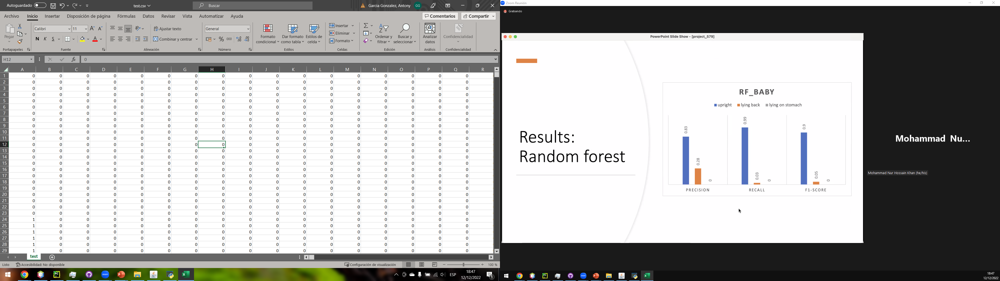 Autoguardado
test.csv
Buscar
Garcia Gonzalez, Antony
GG
Archivo Inicio Insertar Disposición de página Fórmulas Datos Revisar Vista Automatizar Ayuda
Comentarios
Compartir
Pegar
Calibri
11
N K S
Ajustar texto
Combinar y centrar
General
% 000
Formato condicional
Dar formato como tabla
Estilos de celda
Insertar
Eliminar
Formato
Ordenar y filtrar
Buscar y seleccionar
Analizar datos
Confidencialidad
Portapapeles Fuente Alineación Número Estilos Celdas Edición Análisis Confidencialidad
H12
fx
0
A B C D E F G H I J K L M N O P Q R
1 0 0 0 0 0 0 0 0 0 0 0 0 0 0 0 0 0
2 0 0 0 0 0 0 0 0 0 0 0 0 0 0 0 0 0
3 0 0 0 0 0 0 0 0 0 0 0 0 0 0 0 0 0
4 0 0 0 0 0 0 0 0 0 0 0 0 0 0 0 0 0
5 0 0 0 0 0 0 0 0 0 0 0 0 0 0 0 0 0
6 0 0 0 0 0 0 0 0 0 0 0 0 0 0 0 0 0
7 0 0 0 0 0 0 0 0 0 0 0 0 0 0 0 0 0
8 0 0 0 0 0 0 0 0 0 0 0 0 0 0 0 0 0
9 0 0 0 0 0 0 0 0 0 0 0 0 0 0 0 0 0
10 0 0 0 0 0 0 0 0 0 0 0 0 0 0 0 0 0
11 0 0 0 0 0 0 0 0 0 0 0 0 0 0 0 0 0
12 0 0 0 0 0 0 0 0 0 0 0 0 0 0 0 0 0
13 0 0 0 0 0 0 0 0 0 0 0 0 0 0 0 0 0
14 0 0 0 0 0 0 0 0 0 0 0 0 0 0 0 0 0
15 0 0 0 0 0 0 0 0 0 0 0 0 0 0 0 0 0
16 0 0 0 0 0 0 0 0 0 0 0 0 0 0 0 0 0
17 0 0 0 0 0 0 0 0 0 0 0 0 0 0 0 0 0
18 0 0 0 0 0 0 0 0 0 0 0 0 0 0 0 0 0
19 0 0 0 0 0 0 0 0 0 0 0 0 0 0 0 0 0
20 0 0 0 0 0 0 0 0 0 0 0 0 0 0 0 0 0
21 0 0 0 0 0 0 0 0 0 0 0 0 0 0 0 0 0
22 0 0 0 0 0 0 0 0 0 0 0 0 0 0 0 0 0
23 0 0 0 0 0 0 0 0 0 0 0 0 0 0 0 0 0
24 1 0 0 0 0 0 0 0 0 0 0 0 0 0 0 0 0
25 1 0 0 0 0 0 0 0 0 0 0 0 0 0 0 0 0
26 1 0 0 0 0 0 0 0 0 0 0 0 0 0 0 0 0
27 1 0 0 0 0 0 0 0 0 0 0 0 0 0 0 0 0
28 1 0 0 0 0 0 0 0 0 0 0 0 0 0 0 0 0
29 1 0 0 0 0 0 0 0 0 0 0 0 0 0 0 0 0
test
Listo
Accesibilidad: No disponible
Configuración de visualización
100 %
ESP
18:47
12/12/2022
1
Zoom Reunión
Grabando
PowerPoint Slide Show - [project_579]
Results:
Random forest
RF_BABY
upright lying back lying on stomach
0.83 0.28 0
0.99 0.03 0
0.9 0.05 0
PRECISION RECALL F1-SCORE
Mohammad Nu...
Mohammad Nur Hossain Khan (he/his)
18:47
12/12/2022